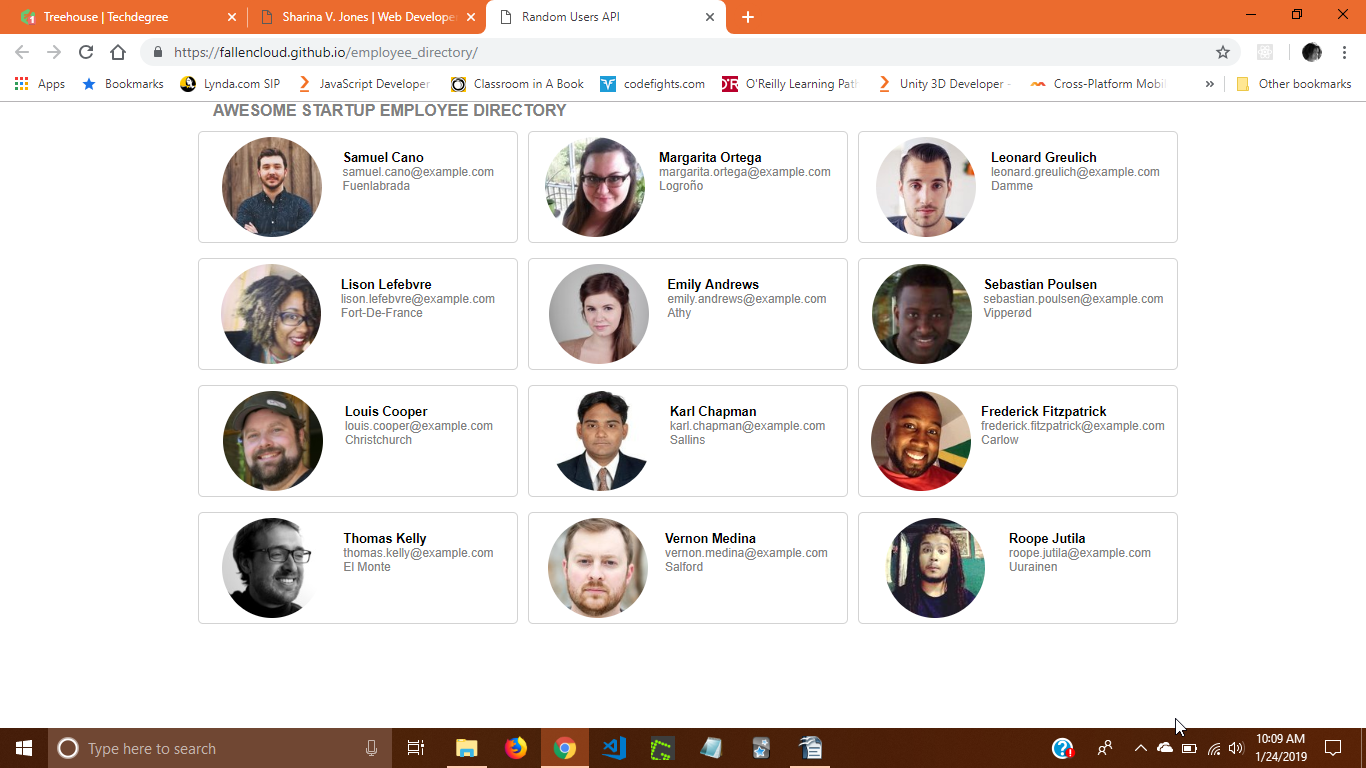 Treehouse | Techdegree
Sharina V. Jones | Web Developer
Random Users API
https://fallencloud.github.io/employee_directory/
Apps
Bookmarks
Lynda.com SIP
JavaScript Developer
Classroom in A Book
codefights.com
O'Reilly Learning Path
Unity 3D Developer -
Cross-Platform Mobil
»
Other bookmarks
AWESOME STARTUP EMPLOYEE DIRECTORY
Samuel Cano
samuel.cano@example.com
Fuenlabrada
Margarita Ortega
margarita.ortega@example.com
Logroño
Leonard Greulich
leonard.greulich@example.com
Damme
Lison Lefebvre
lison.lefebvre@example.com
Fort-De-France
Emily Andrews
emily.andrews@example.com
Athy
Sebastian Poulsen
sebastian.poulsen@example.com
Vipperød
Louis Cooper
louis.cooper@example.com
Christchurch
Karl Chapman
karl.chapman@example.com
Sallins
Frederick Fitzpatrick
frederick.fitzpatrick@example.com
Carlow
Thomas Kelly
thomas.kelly@example.com
El Monte
Vernon Medina
vernon.medina@example.com
Salford
Roope Jutila
roope.jutila@example.com
Uurainen
Type here to search
10:09 AM
1/24/2019